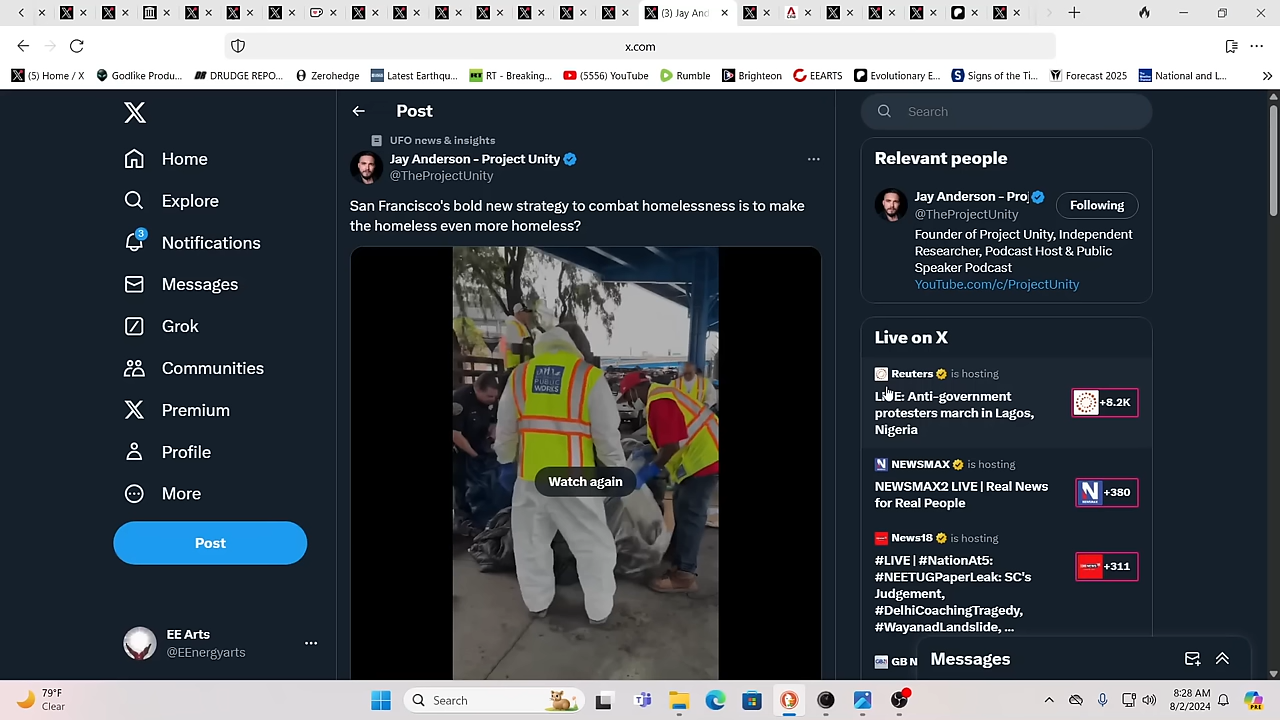 (3) Jay And
x.com
(5) Home / X
Godlike Produ...
DRUDGE REPO...
Zerohedge
Latest Earthqu...
RT - Breaking...
(5556) YouTube
Rumble
Brighteon
EEARTS
Evolutionary E...
Signs of the Ti...
Forecast 2025
National and L...
Home
Explore
3
Notifications
Messages
Grok
Communities
Premium
Profile
More
Post
EE Arts
@EEnergyarts
Post
UFO news & insights
Jay Anderson - Project Unity
@TheProjectUnity
San Francisco's bold new strategy to combat homelessness is to make
the homeless even more homeless?
PUBLIC
WORKS
Watch again
Search
Relevant people
Jay Anderson - Proj
@TheProjectUnity
Following
Founder of Project Unity, Independent
Researcher, Podcast Host & Public
Speaker Podcast
YouTube.com/c/ProjectUnity
Live on X
Reuters is hosting
LIVE: Anti-government
protesters march in Lagos,
Nigeria
+8.2K
NEWSMAX is hosting
NEWSMAX2 LIVE | Real News
for Real People
+380
News18 is hosting
#LIVE | #NationAt5:
#NEETUGPaperLeak: SC's
Judgement,
#DelhiCoachingTragedy,
#WayanadLandslide, ...
+311
GB N
Messages
79°F
Clear
Search
8:28 AM
8/2/2024
PRE